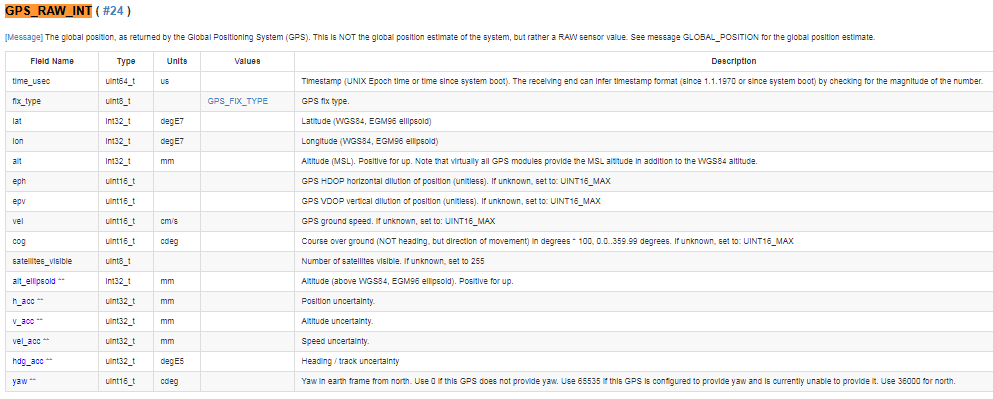 GPS_RAW_INT ( #24 )
[Message] The global position, as returned by the Global Positioning System (GPS). This is NOT the global position estimate of the system, but rather a RAW sensor value. See message GLOBAL_POSITION for the global position estimate.
Field Name Type Units Values Description
time_usec uint64_t us Timestamp (UNIX Epoch time or time since system boot). The receiving end can infer timestamp format (since 1.1.1970 or since system boot) by checking for the magnitude of the number.
fix_type uint8_t GPS_FIX_TYPE GPS fix type.
lat int32_t degE7 Latitude (WGS84, EGM96 ellipsoid)
lon int32_t degE7 Longitude (WGS84, EGM96 ellipsoid)
alt int32_t mm Altitude (MSL). Positive for up. Note that virtually all GPS modules provide the MSL altitude in addition to the WGS84 altitude.
eph uint16_t GPS HDOP horizontal dilution of position (unitless). If unknown, set to: UINT16_MAX
epv uint16_t GPS VDOP vertical dilution of position (unitless). If unknown, set to: UINT16_MAX
vel uint16_t cm/s GPS ground speed. If unknown, set to: UINT16_MAX
cog uint16_t cdeg Course over ground (NOT heading, but direction of movement) in degrees * 100, 0.0..359.99 degrees. If unknown, set to: UINT16_MAX
satellites_visible uint8_t Number of satellites visible. If unknown, set to 255
alt_ellipsoid ** int32_t mm Altitude (above WGS84, EGM96 ellipsoid). Positive for up.
h_acc ** uint32_t mm Position uncertainty.
v_acc ** uint32_t mm Altitude uncertainty.
vel_acc ** uint32_t mm Speed uncertainty.
hdg_acc ** uint32_t degE5 Heading / track uncertainty
yaw ** uint16_t cdeg Yaw in earth frame from north. Use 0 if this GPS does not provide yaw. Use 65535 if this GPS is configured to provide yaw and is currently unable to provide it. Use 36000 for north.